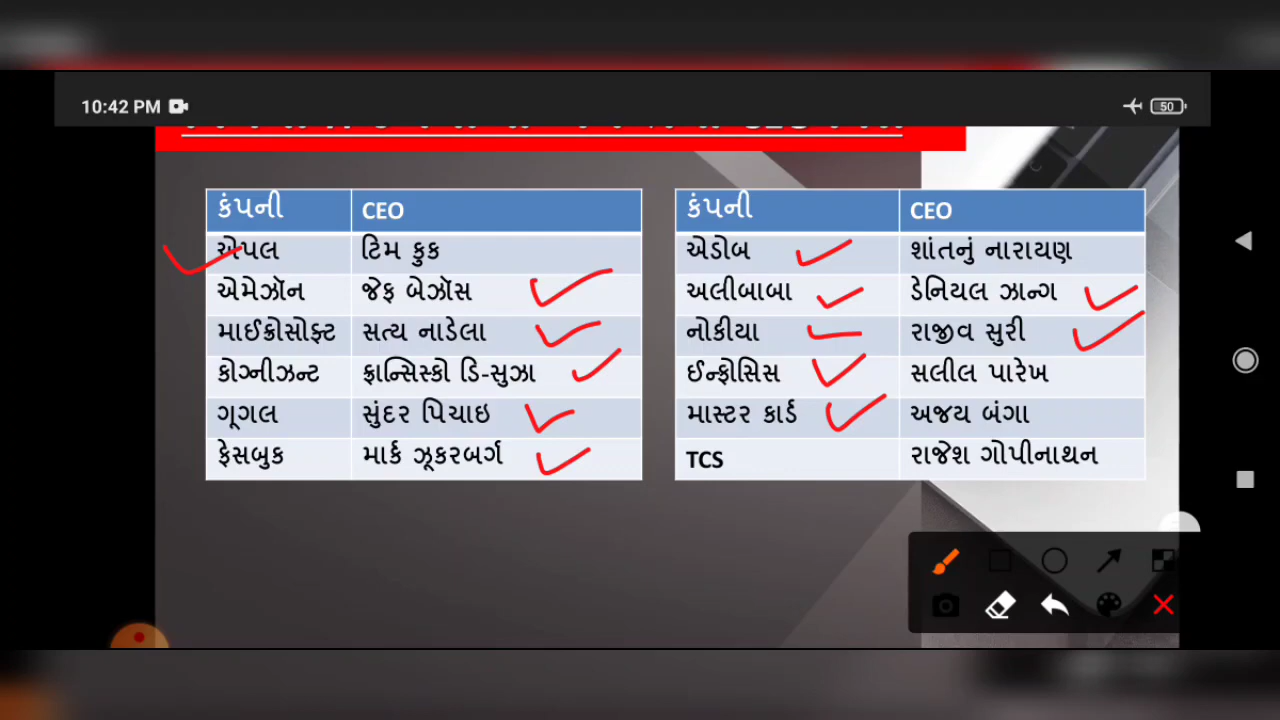 10:42 PM
50
કંપની CEO
એપલ ટિમ કુક
એમેઝૉન જેફ બેઝૉસ
માઈક્રોસોફ્ટ સત્ય નાડેલા
કોગ્નીઝન્ટ ફ્રાન્સિસ્કો ડિ-સુઝા
ગૂગલ સુંદર પિચાઇ
ફેસબુક માર્ક ઝૂકરબર્ગ
કંપની CEO
એડોબ શાંતનું નારાયણ
અલીબાબા ડેનિયલ ઝાન્ગ
નોકીયા રાજીવ સુરી
ઈન્ફોસિસ સલીલ પારેખ
માસ્ટર કાર્ડ અજય બંગા
TCS રાજેશ ગોપીનાથન